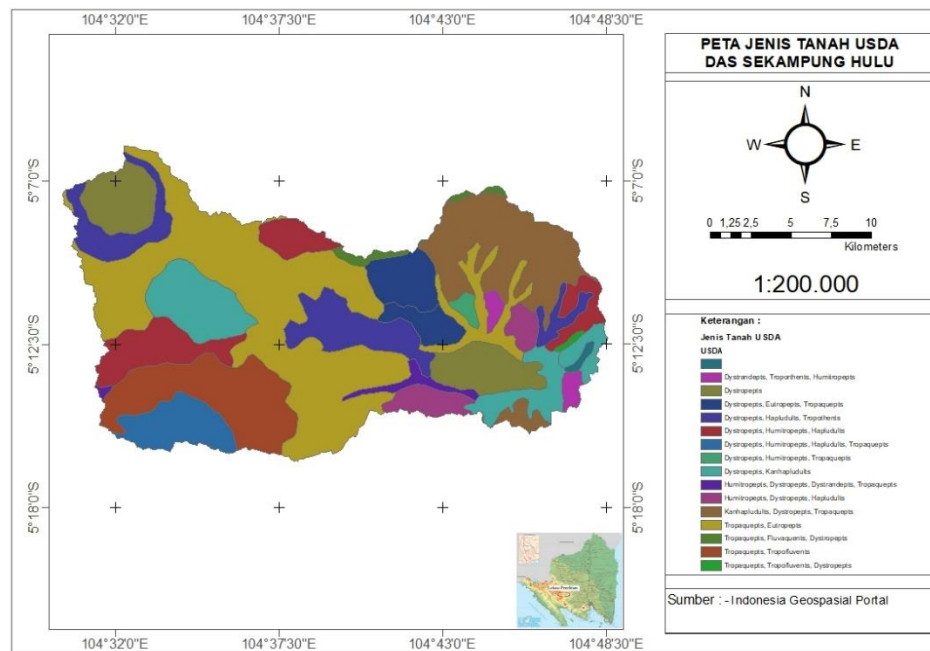 104°32'0"E 104°37'30"E 104°43'0"E 104°48'30"E
5°7'0"S 5°7'0"S
5°12'30"S 5°12'30"S
5°18'0"S 5°18'0"S
104°32'0"E 104°37'30"E 104°43'0"E 104°48'30"E
PETA JENIS TANAH USDA
DAS SEKAMPUNG HULU
N
W E
S
0 1,25 2,5 5 7,5 10
Kilometers
1:200.000
Keterangan :
Jenis Tanah USDA
USDA
Dystrandepts, Troporthents, Humitropepts
Dystropepts
Dystropepts, Eutropepts, Tropaquepts
Dystropepts, Hapludults, Tropothents
Dystropepts, Humitropepts, Hapludults
Dystropepts, Humitropepts, Hapludults, Tropaquepts
Dystropepts, Humitropepts, Tropaquepts
Dystropepts, Kanhapludults
Humitropepts, Dystropepts, Dystrandepts, Tropaquepts
Humitropepts, Dystropepts, Hapludults
Kanhapludults, Dystropepts, Tropaquepts
Tropaquepts, Eutropepts
Tropaquepts, Fluvaquents, Dystropepts
Tropaquepts, Tropofluvents
Tropaquepts, Tropofluvents, Dystropepts
Sumber : - Indonesia Geospasial Portal